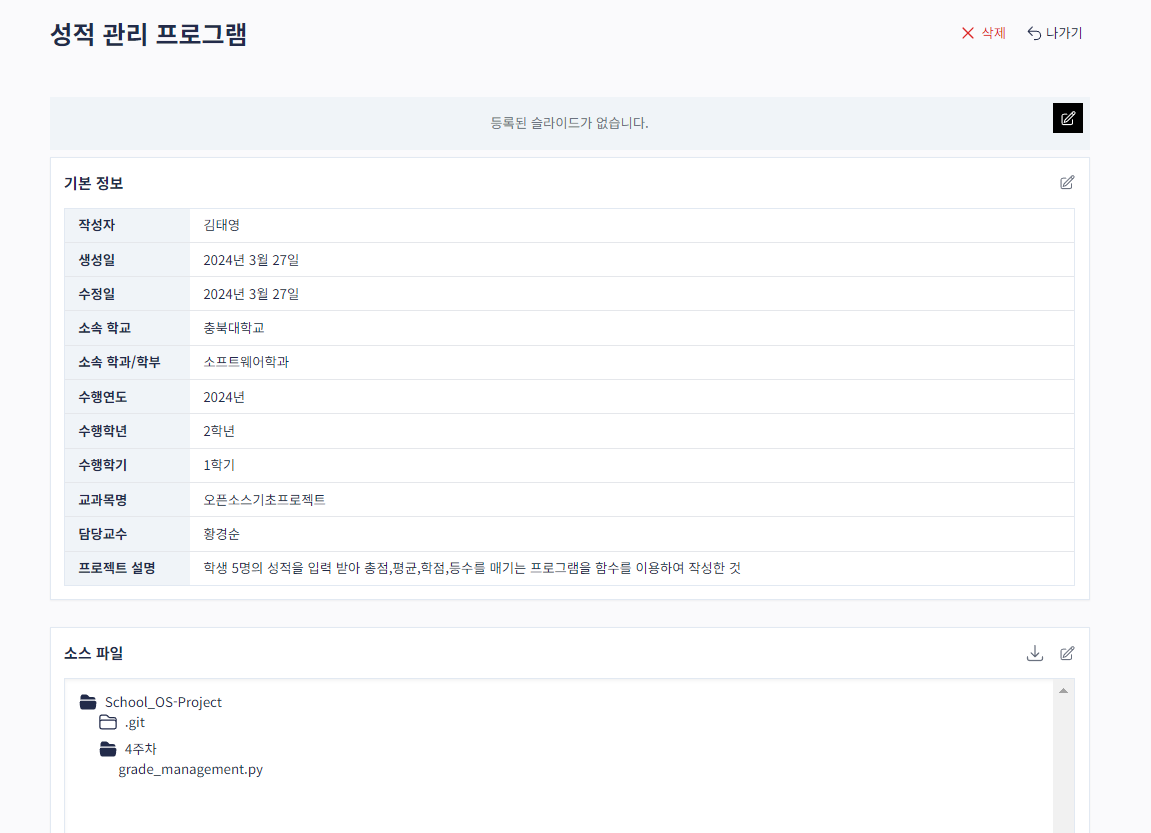 성적 관리 프로그램
삭제 나가기
등록된 슬라이드가 없습니다.
기본 정보
작성자 김태영
생성일 2024년 3월 27일
수정일 2024년 3월 27일
소속 학교 충북대학교
소속 학과/학부 소프트웨어학과
수행연도 2024년
수행학년 2학년
수행학기 1학기
교과목명 오픈소스기초프로젝트
담당교수 황경순
프로젝트 설명 학생 5명의 성적을 입력 받아 총점,평균,학점,등수를 매기는 프로그램을 함수를 이용하여 작성한 것
소스 파일
School_OS-Project
.git
4주차
grade_management.py